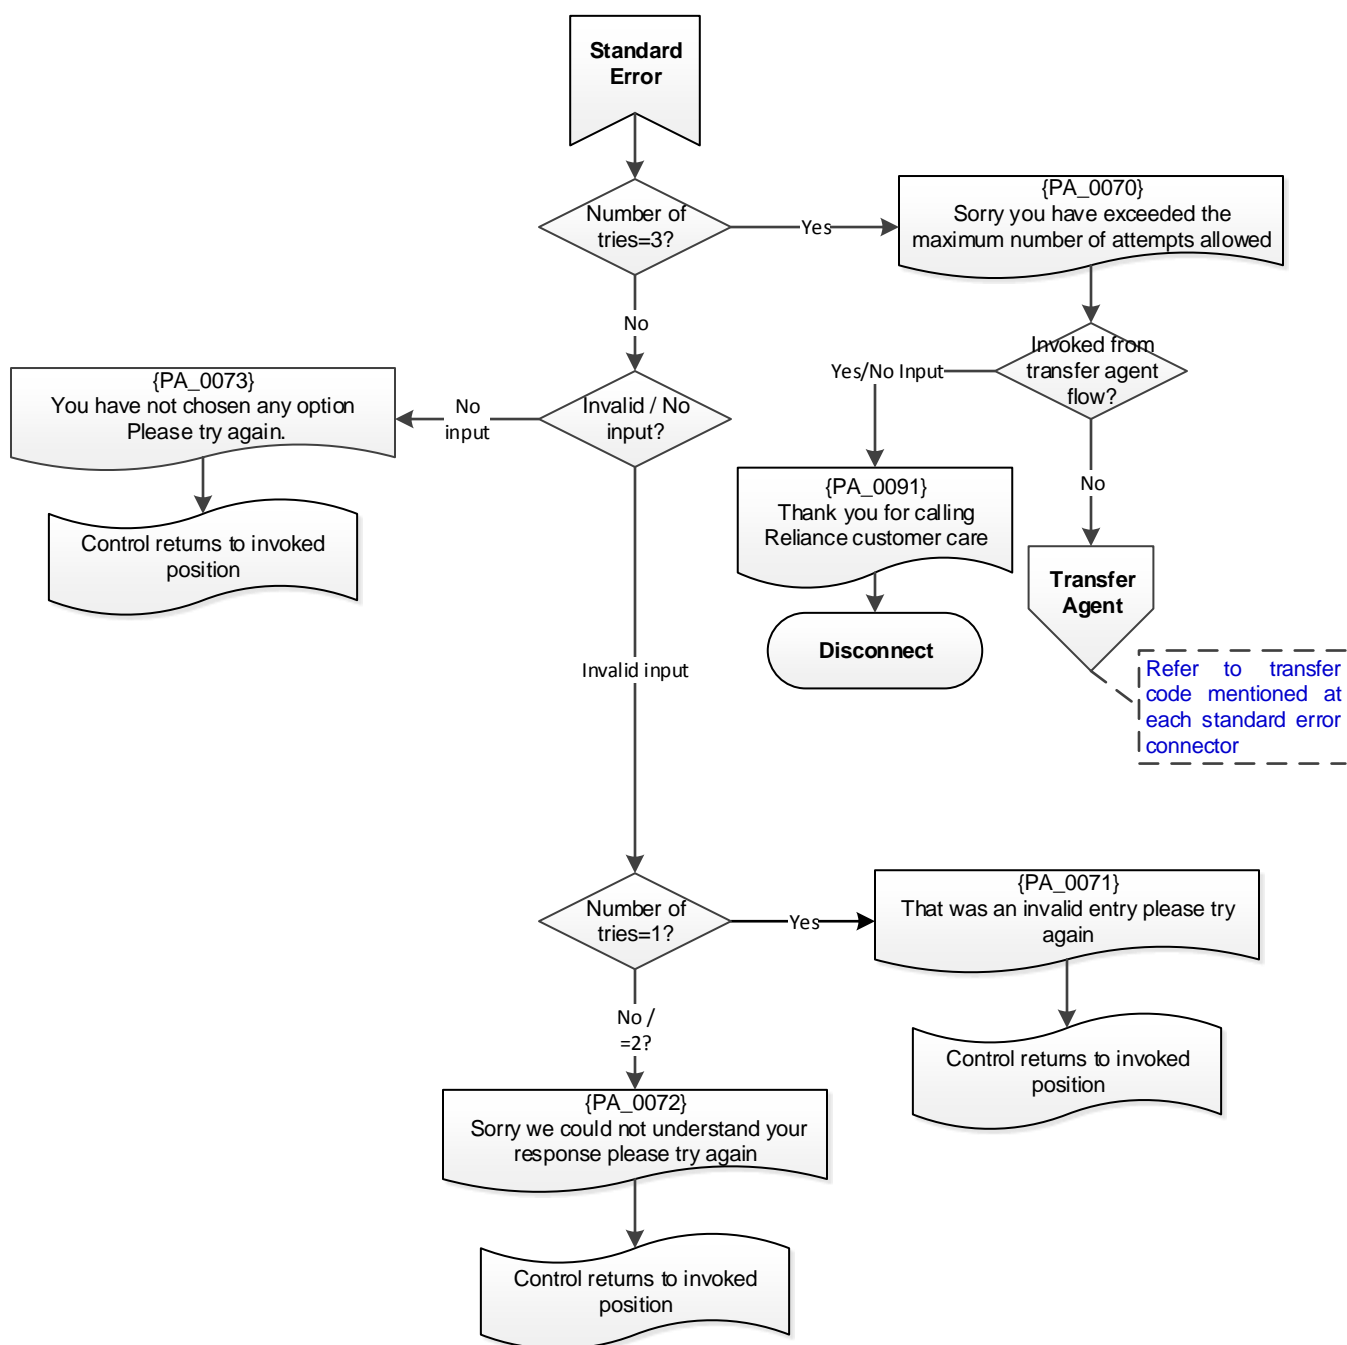 Standard
Error
Number of
tries=3?
Yes
{PA_0070}
Sorry you have exceeded the
maximum number of attempts allowed
No
Invoked from
transfer agent
flow?
Yes/No Input
{PA_0073}
You have not chosen any option
Please try again.
No
input
Invalid / No
input?
No
{PA_0091}
Thank you for calling
Reliance customer care
Control returns to invoked
position
Transfer
Agent
Disconnect
Invalid input
Refer to transfer
code mentioned at
each standard error
connector
Number of
tries=1?
Yes
{PA_0071}
That was an invalid entry please try
again
No /
=2?
Control returns to invoked
position
{PA_0072}
Sorry we could not understand your
response please try again
Control returns to invoked
position